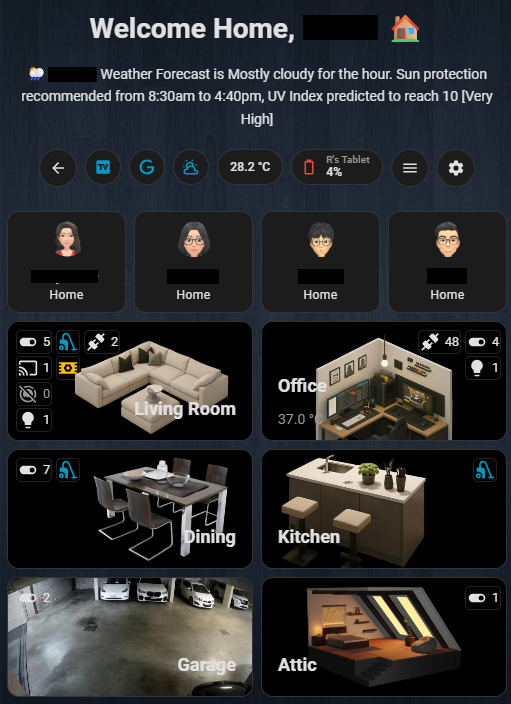 Welcome Home,
Weather Forecast is Mostly cloudy for the hour. Sun protection
recommended from 8:30am to 4:40pm, UV Index predicted to reach 10 [Very
High]
TV
G
28.2 °C
R's Tablet
4%
Home
Home
Home
Home
5
2
1
0
1
Living Room
48
4
1
Office
37.0 °C
7
Dining
Kitchen
2
Garage
1
Attic